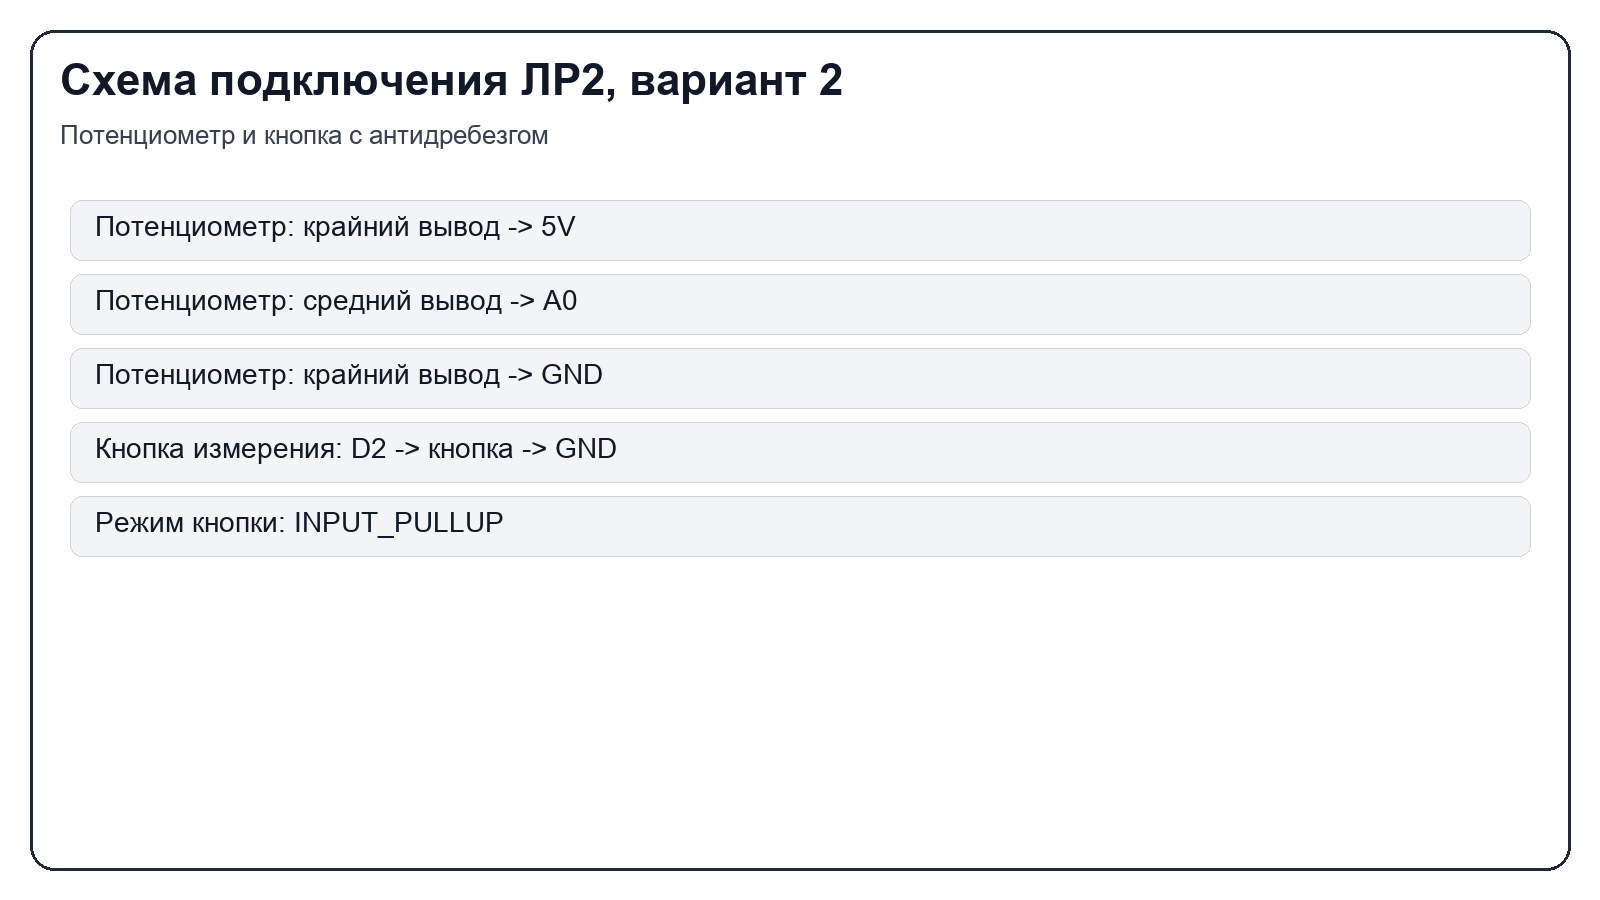 Схема подключения ЛР2, вариант 2
Потенциометр и кнопка с антидребезгом
Потенциометр: крайний вывод -> 5V
Потенциометр: средний вывод -> A0
Потенциометр: крайний вывод -> GND
Кнопка измерения: D2 -> кнопка -> GND
Режим кнопки: INPUT_PULLUP